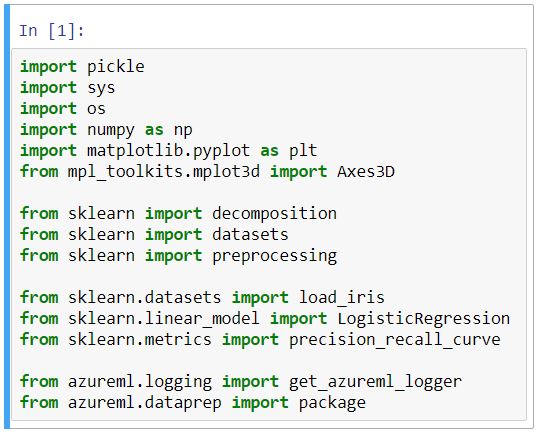 In [1]:
import pickle
import sys
import os
import numpy as np
import matplotlib.pyplot as plt
from mpl_toolkits.mplot3d import Axes3D
from sklearn import decomposition
from sklearn import datasets
from sklearn import preprocessing
from sklearn.datasets import load_iris
from sklearn.linear_model import LogisticRegression
from sklearn.metrics import precision_recall_curve
from azureml.logging import get_azureml_logger
from azureml.dataprep import package